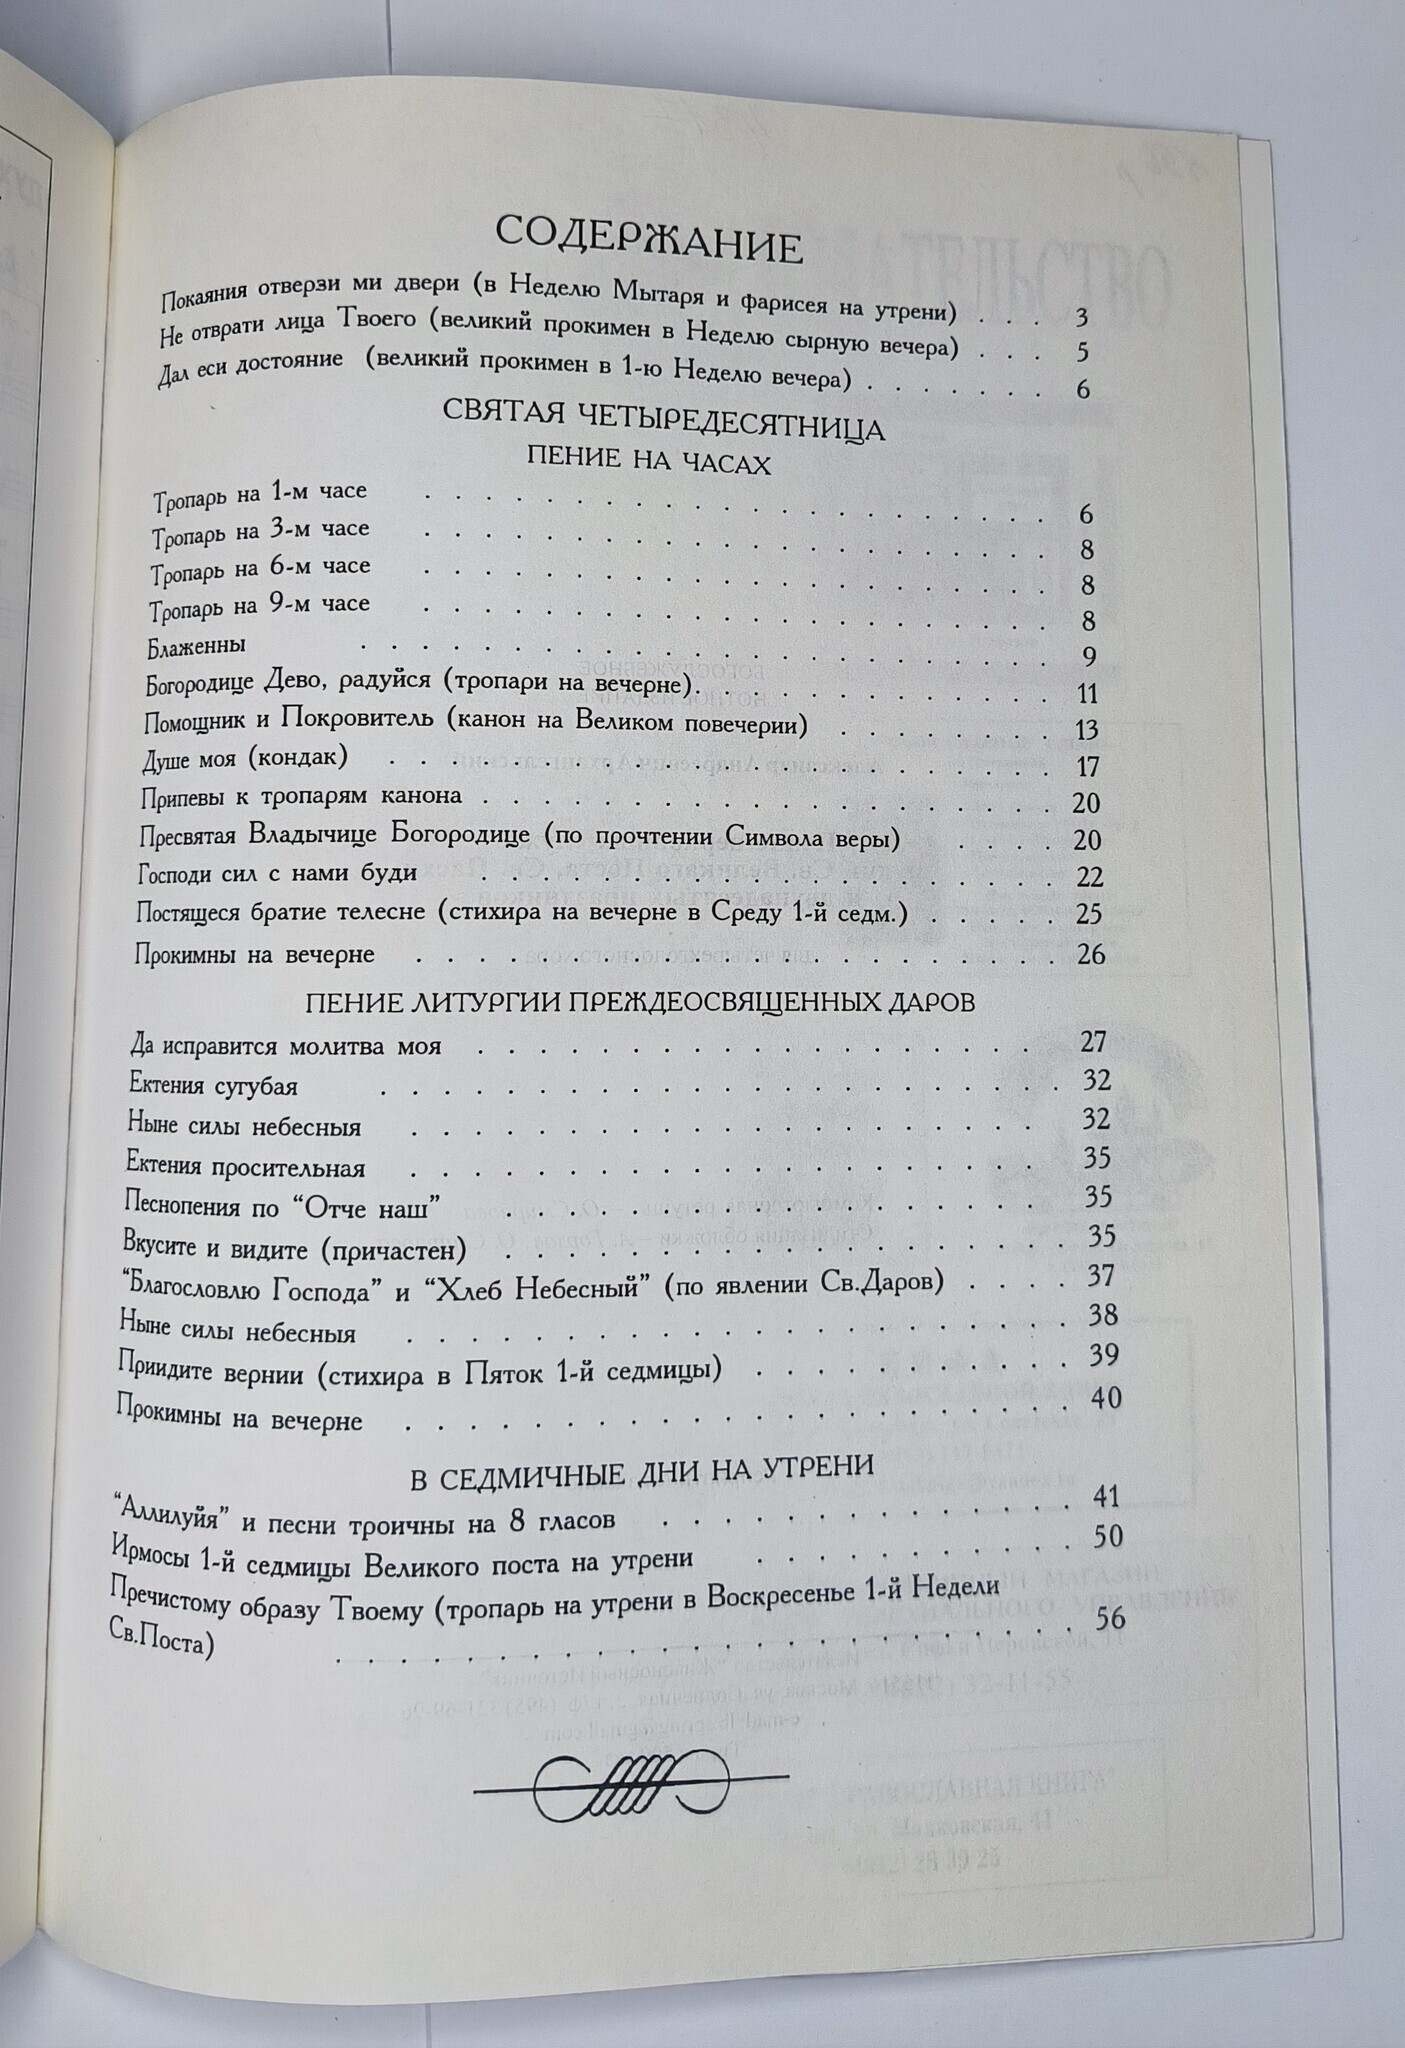 СОДЕРЖАНИЕ
Покаяния отверзи ми двери (в Неделю Мытаря и фарисея на утрени) . . . 3
Не отврати лица Твоего (великий прокимен в Неделю сырную вечера) . . . 5
Дал еси достояние (великий прокимен в 1-ю Неделю вечера) . . . . . . . 6
СВЯТАЯ ЧЕТЫРЕДЕСЯТНИЦА
ПЕНИЕ НА ЧАСАХ
Тропарь на 1-м часе . . . . . . . . . . . . . . . . . . . . . 6
Тропарь на 3-м часе . . . . . . . . . . . . . . . . . . . . . 8
Тропарь на 6-м часе . . . . . . . . . . . . . . . . . . . . . 8
Тропарь на 9-м часе . . . . . . . . . . . . . . . . . . . . . 8
Блаженны . . . . . . . . . . . . . . . . . . . . . . . 9
Богородице Дево, радуйся (тропари на вечерне). . . . . . . . . . . . 11
Помощник и Покровитель (канон на Великом повечерии) . . . . . . . . 13
Душе моя (кондак) . . . . . . . . . . . . . . . . . . . . . . 17
Припевы к тропарям канона . . . . . . . . . . . . . . . . . . . 20
Пресвятая Владычице Богородице (по прочтении Символа веры) . . . . 20
Господи сил с нами буди . . . . . . . . . . . . . . . . . . . 22
Постящеся братие телесне (стихира на вечерне в Среду 1-й седм.) . . . . . 25
Прокимны на вечерне . . . . . . . . . . . . . . . . . . . . . 26
ПЕНИЕ ЛИТУРГИИ ПРЕЖДЕОСВЯЩЕННЫХ ДАРОВ
Да исправится молитва моя . . . . . . . . . . . . . . . . . . 27
Ектения сугубая . . . . . . . . . . . . . . . . . . . . . . 32
Ныне силы небесныя . . . . . . . . . . . . . . . . . . . . 32
Ектения просительная . . . . . . . . . . . . . . . . . . . . 35
Песнопения по “Отче наш” . . . . . . . . . . . . . . . . . 35
Вкусите и видите (причастен) . . . . . . . . . . . . . . . . . . 35
“Благословлю Господа” и “Хлеб Небесный” (по явлении Св.Даров) . . . . 37
Ныне силы небесныя . . . . . . . . . . . . . . . . . . . . . 38
Приидите вернии (стихира в Пяток 1-й седмицы) . . . . . . . . . . . 39
Прокимны на вечерне . . . . . . . . . . . . . . . . . . . . . 40
В СЕДМИЧНЫЕ ДНИ НА УТРЕНИ
“Аллилуйя” и песни троичны на 8 гласов . . . . . . . . . . . . . . 41
Ирмосы 1-й седмицы Великого поста на утрени . . . . . . . . . . . 50
Пречистому образу Твоему (тропарь на утрени в Воскресенье 1-й Недели
Св.Поста) . . . . . . . . . . . . . . . . . . . . . . . . 56